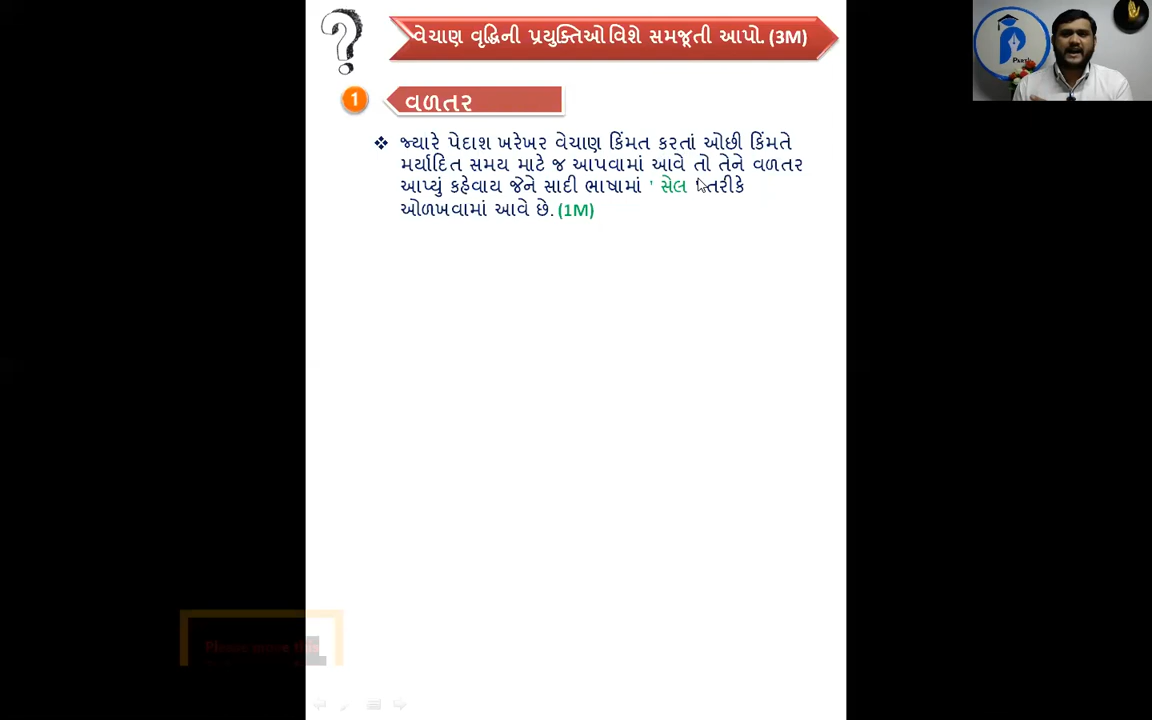 વેચાણ વૃદ્ધિની પ્રયુક્તિઓ વિશે સમજૂતી આપો. (3M)
1 વળતર
❖ જ્યારે પેદાશ ખરેખર વેચાણ કિંમત કરતાં ઓછી કિંમતે
મર્યાદિત સમય માટે જ આપવામાં આવે તો તેને વળતર
આપ્યું કહેવાય જેને સાદી ભાષામાં ' સેલ ' તરીકે
ઓળખવામાં આવે છે. (1M)